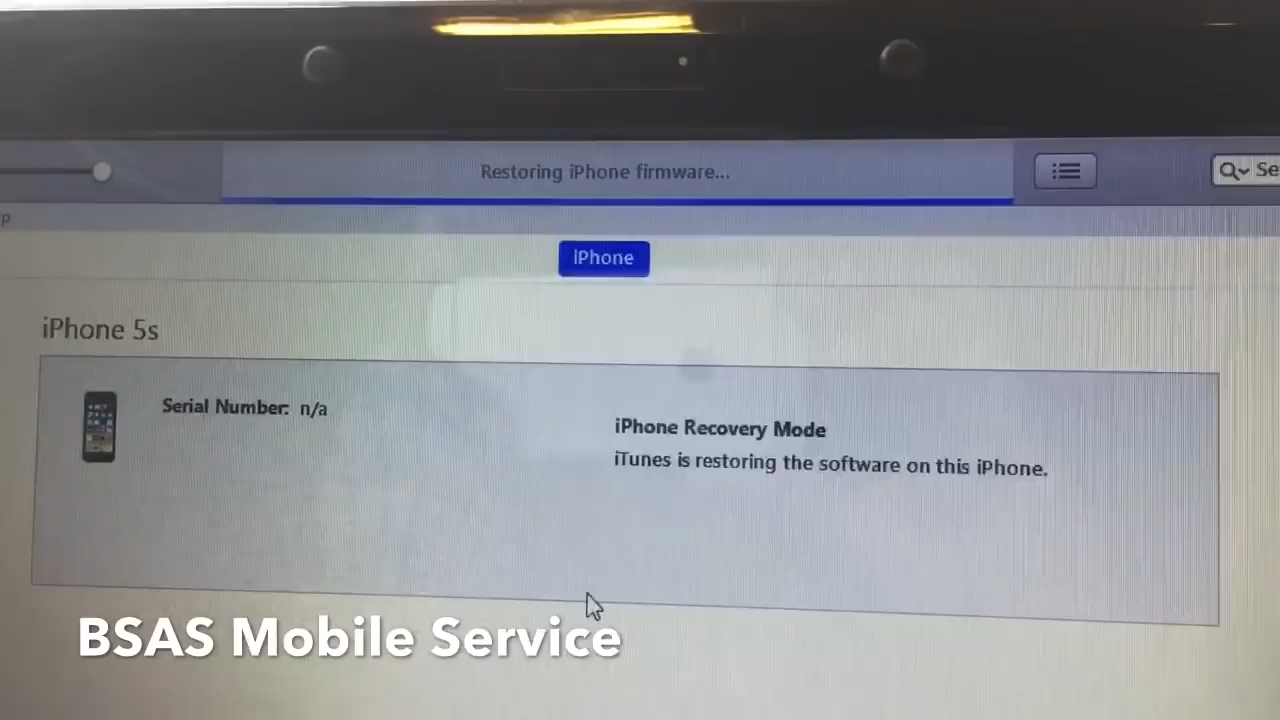 Restoring iPhone firmware...
Se
p
iPhone
iPhone 5s
Serial Number: n/a
iPhone Recovery Mode
iTunes is restoring the software on this iPhone.
BSAS Mobile Service